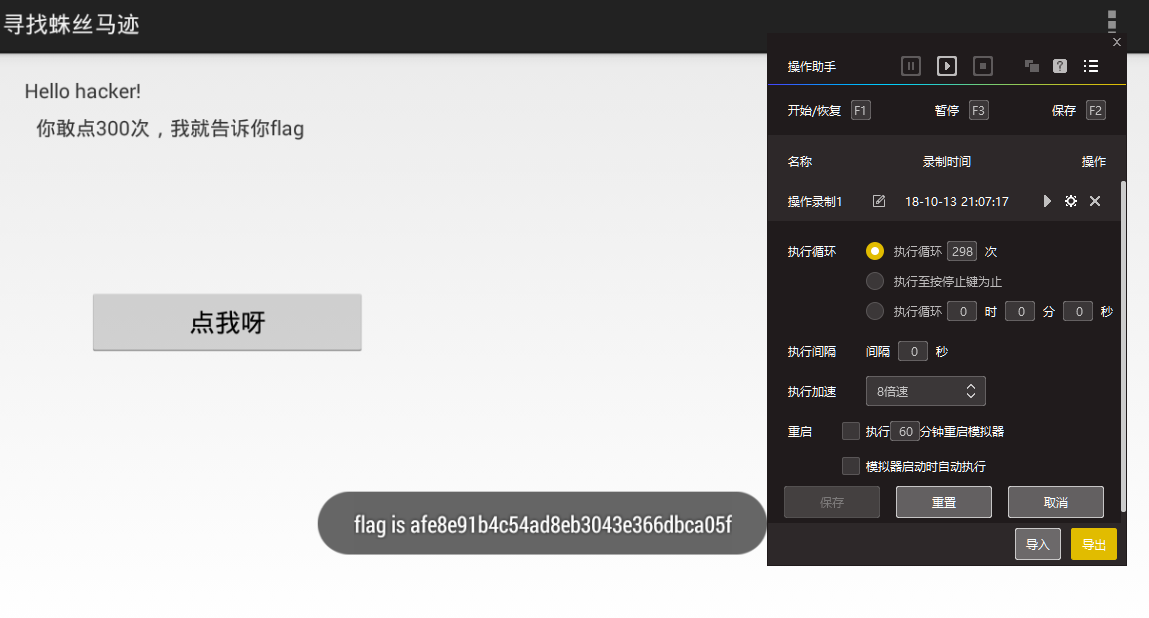 寻找蛛丝马迹
Hello hacker!
你敢点300次，我就告诉你flag
点我呀
flag is afe8e91b4c54ad8eb3043e366dbca05f
X
操作助手
?
开始/恢复 F1 暂停 F3 保存 F2
名称 录制时间 操作
操作录制1 18-10-13 21:07:17
执行循环 执行循环 298 次
执行至按停止键为止
执行循环 0 时 0 分 0 秒
执行间隔 间隔 0 秒
执行加速 8倍速
重启 执行 60 分钟重启模拟器
模拟器启动时自动执行
保存 重置 取消
导入 导出